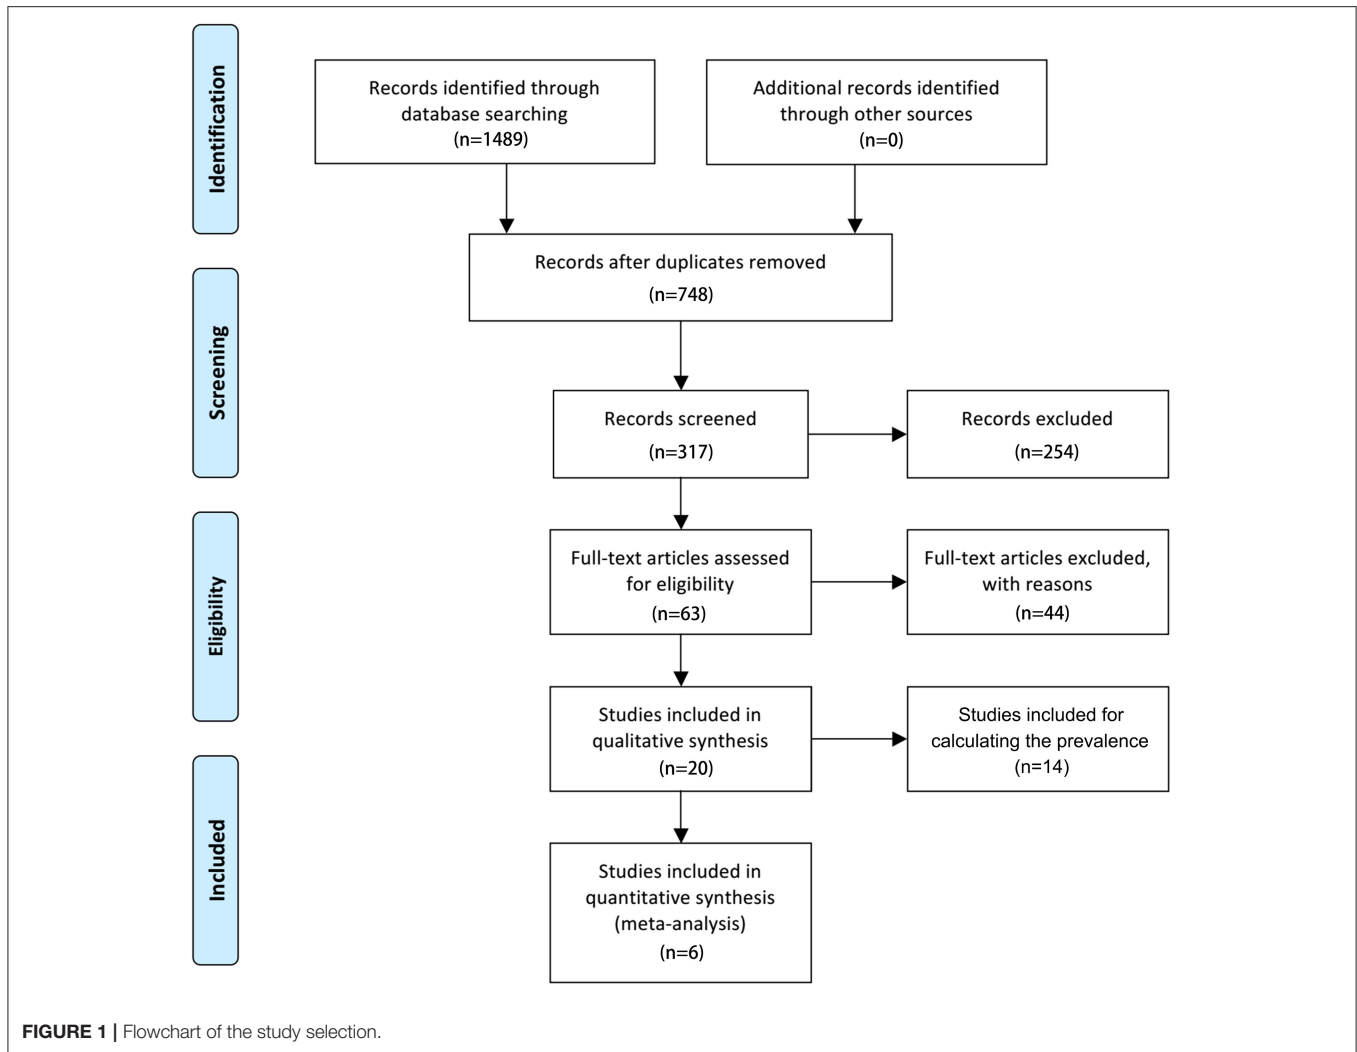 Identification
Records identified through
database searching
(n=1489)
Additional records identified
through other sources
(n=0)
Records after duplicates removed
(n=748)
Screening
Records screened
(n=317)
Records excluded
(n=254)
Eligibility
Full-text articles assessed
for eligibility
(n=63)
Full-text articles excluded,
with reasons
(n=44)
Studies included in
qualitative synthesis
(n=20)
Studies included for
calculating the prevalence
(n=14)
Included
Studies included in
quantitative synthesis
(meta-analysis)
(n=6)
FIGURE 1 | Flowchart of the study selection.